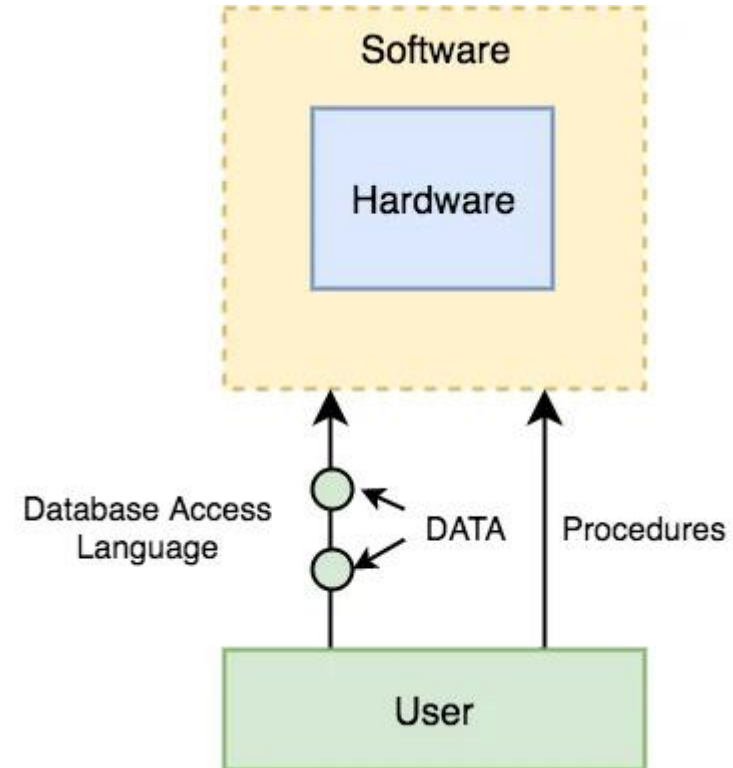 Software
Hardware
Database Access
Language
DATA
Procedures
User